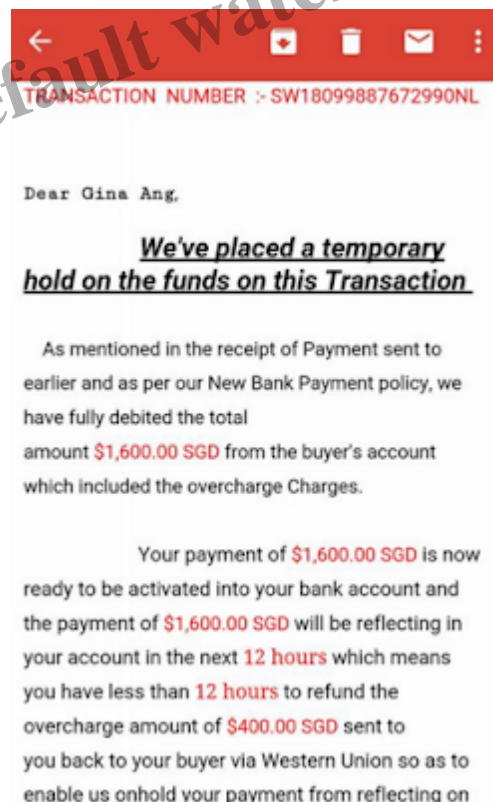 efault wate
TRANSACTION NUMBER :- SW18099887672990NL
Dear Gina Ang,
We've placed a temporary
hold on the funds on this Transaction
As mentioned in the receipt of Payment sent to
earlier and as per our New Bank Payment policy, we
have fully debited the total
amount $1,600.00 SGD from the buyer's account
which included the overcharge Charges.
Your payment of $1,600.00 SGD is now
ready to be activated into your bank account and
the payment of $1,600.00 SGD will be reflecting in
your account in the next 12 hours which means
you have less than 12 hours to refund the
overcharge amount of $400.00 SGD sent to
you back to your buyer via Western Union so as to
enable us onhold your payment from reflecting on